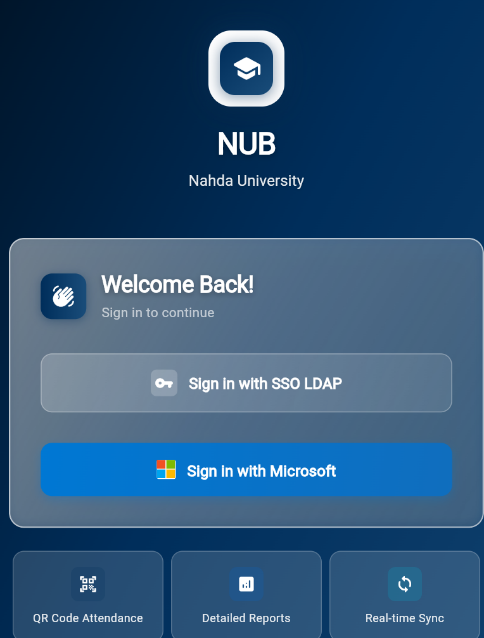 NUB
Nahda University
Welcome Back!
Sign in to continue
Sign in with SSO LDAP
Sign in with Microsoft
QR Code Attendance
Detailed Reports
Real-time Sync